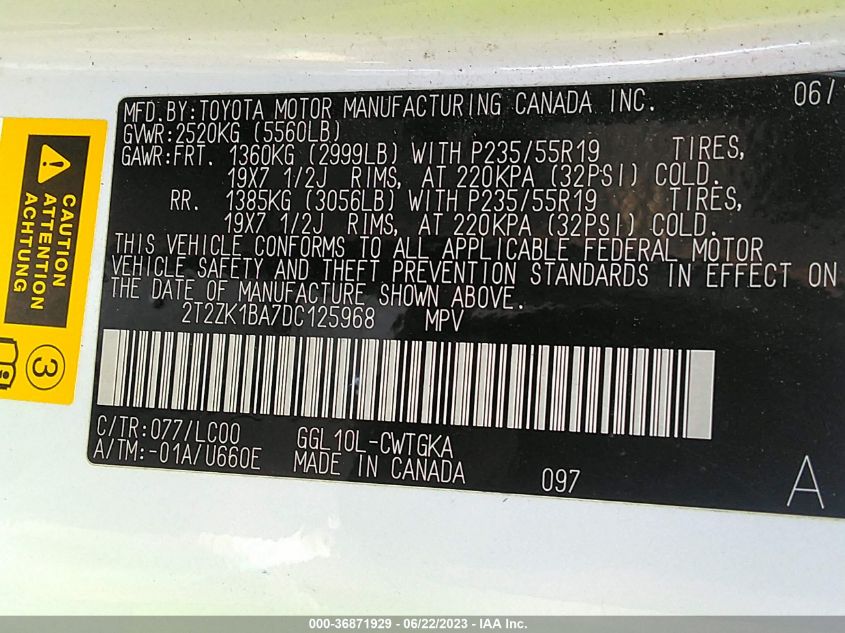 MFD.BY:TOYOTA MOTOR MANUFACTURING CANADA INC. 06/
GVWR:2520KG (5560LB)
GAWR:FRT. 1360KG (2999LB) WITH P235/55R19 TIRES,
19X7 1/2J RIMS, AT 220KPA (32PSI) COLD.
RR. 1385KG (3056LB) WITH P235/55R19 TIRES,
19X7 1/2J RIMS, AT 220KPA (32PSI) COLD.
THIS VEHICLE CONFORMS TO ALL APPLICABLE FEDERAL MOTOR
VEHICLE SAFETY AND THEFT PREVENTION STANDARDS IN EFFECT ON
THE DATE OF MANUFACTURE SHOWN ABOVE.
2T2ZK1BA7DC125968 MPV
C/TR:077/LC00 GGL10L-CWTGKA
A/TM:-01A/U660E MADE IN CANADA 097 A
CAUTION
ATTENTION
ACHTUNG
3
000-36871929 - 06/22/2023 - IAA Inc.